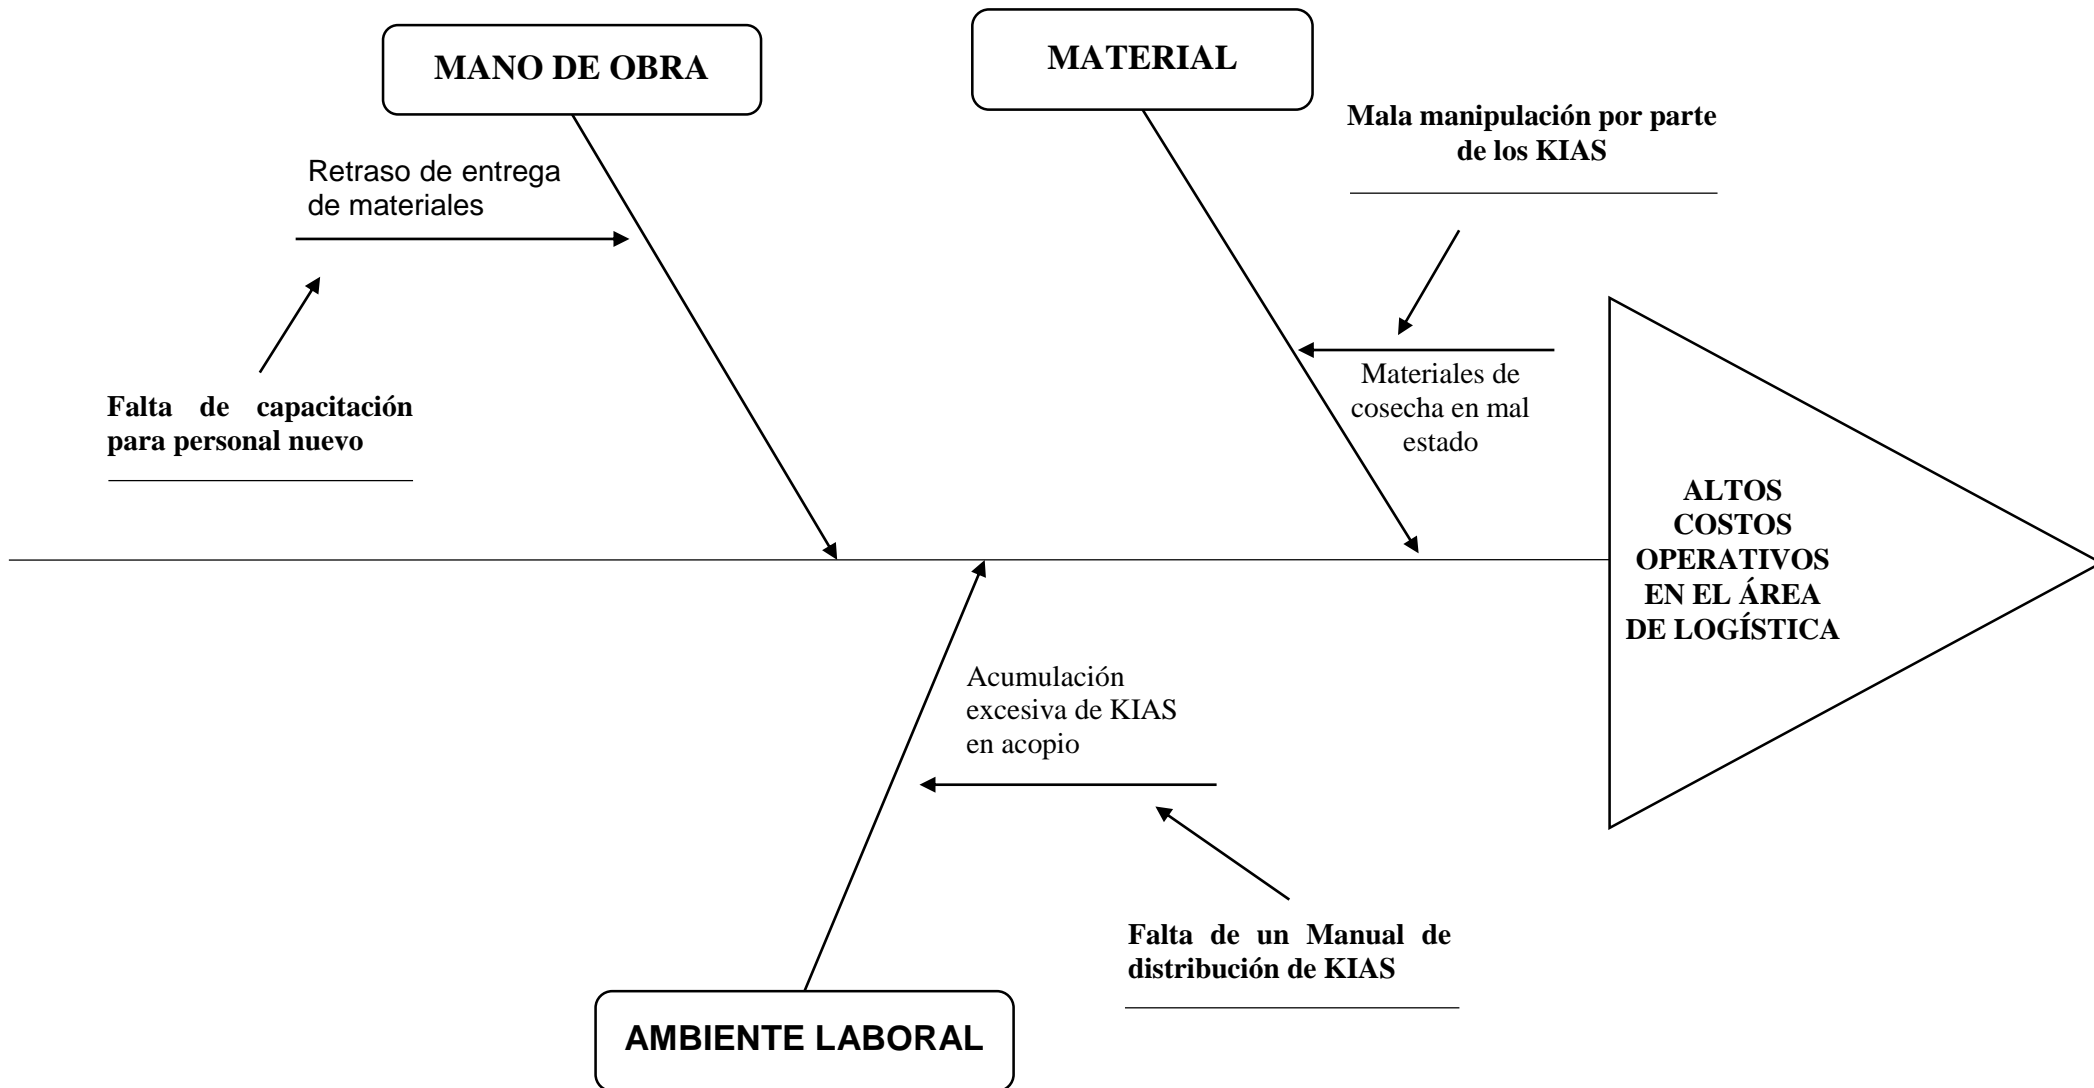 MANO DE OBRA
MATERIAL
Mala manipulación por parte
de los KIAS
Retraso de entrega
de materiales
Falta de capacitación
para personal nuevo
Materiales de
cosecha en mal
estado
ALTOS
COSTOS
OPERATIVOS
EN EL ÁREA
DE LOGÍSTICA
Acumulación
excesiva de KIAS
en acopio
Falta de un Manual de
distribución de KIAS
AMBIENTE LABORAL